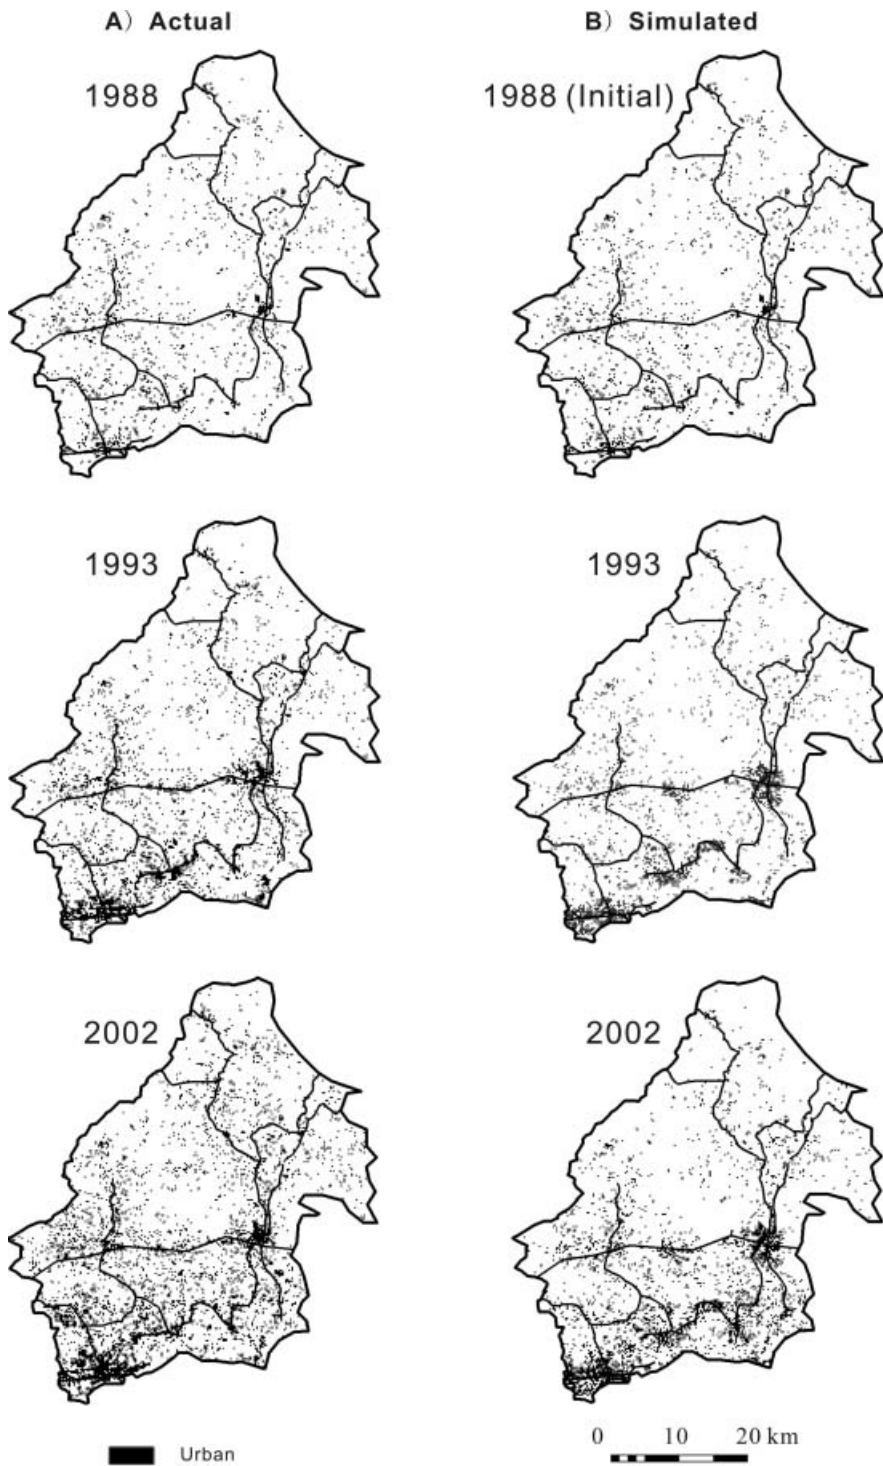 A) Actual
B) Simulated
1988
1988 (Initial)
1993
1993
2002
2002
Urban
0 10 20 km